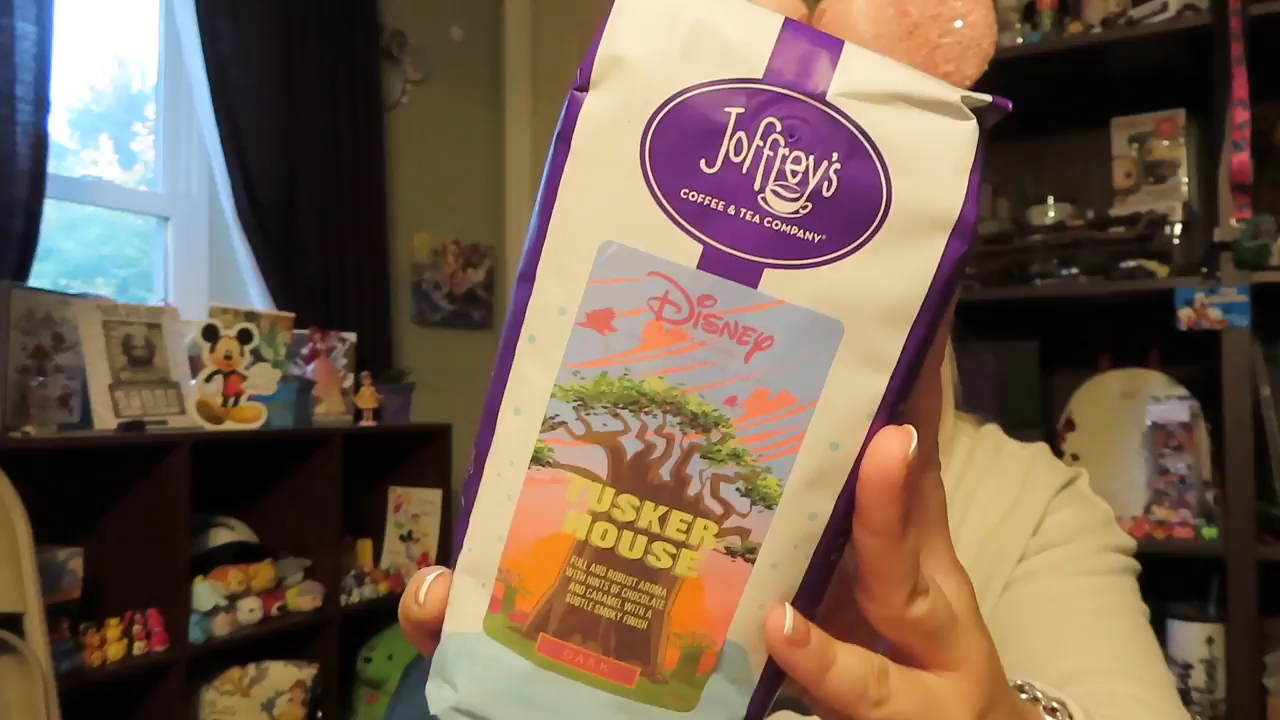 Joffrey's
COFFEE & TEA COMPANY®
DISNEY
TUSKER
HOUSE
FULL AND ROBUST AROMA
WITH HINTS OF CHOCOLATE
AND CARAMEL WITH A
SUBTLE SMOKY FINISH
DARK